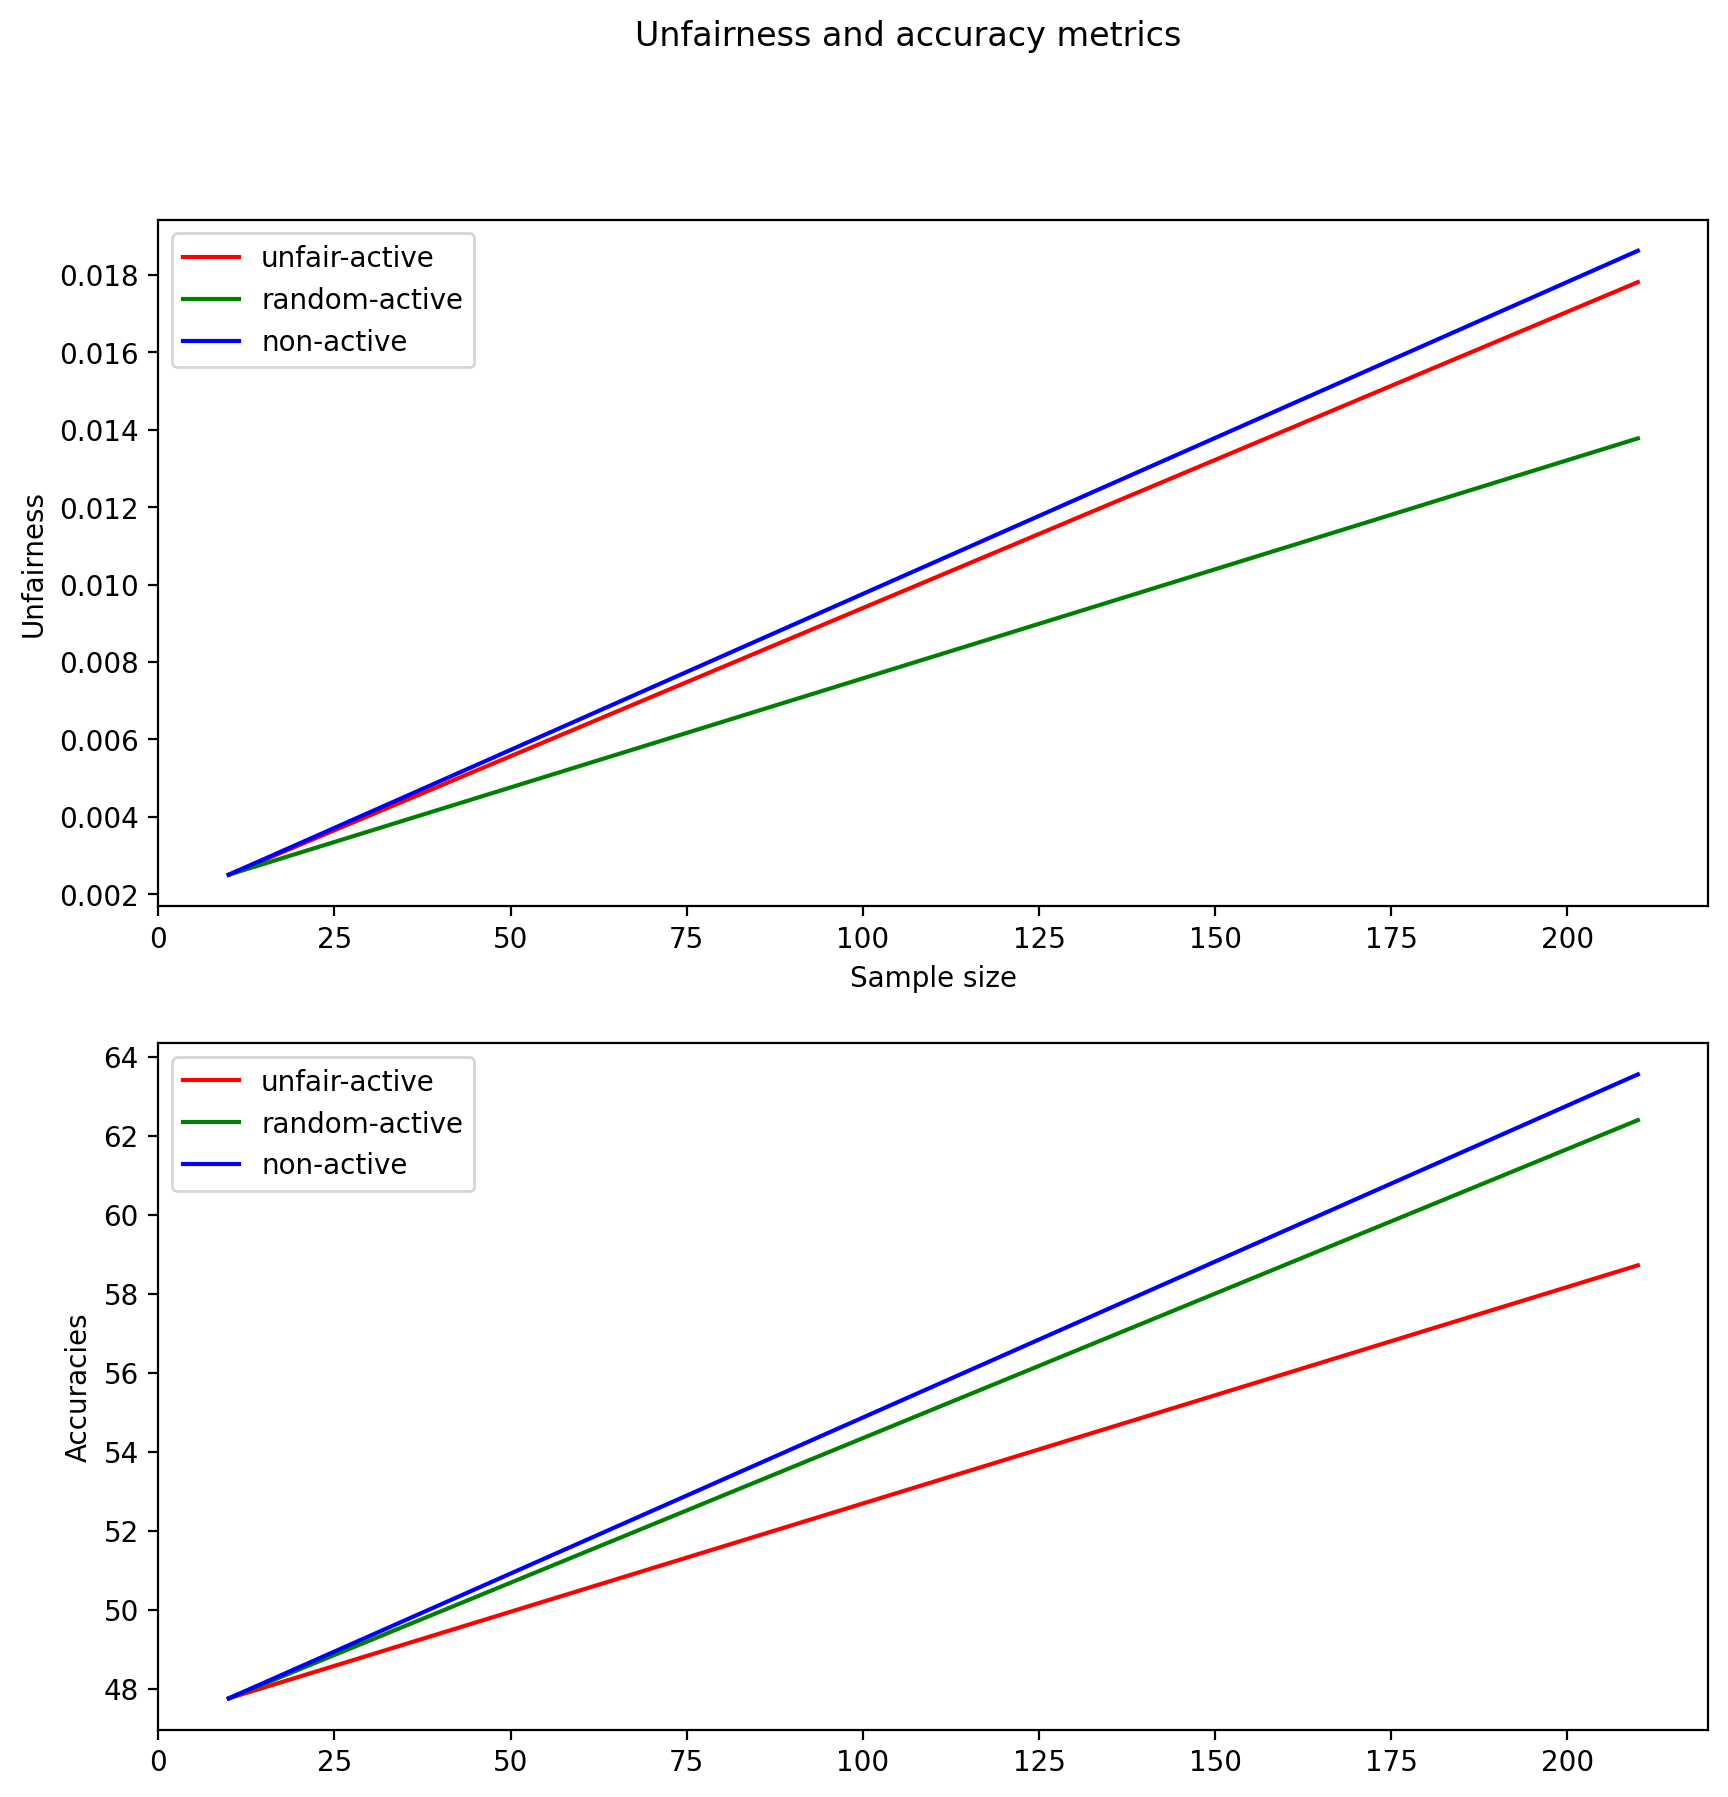 Unfairness and accuracy metrics
unfair-active
random-active
non-active
Unfairness
0.018
0.016
0.014
0.012
0.010
0.008
0.006
0.004
0.002
0 25 50 75 100 125 150 175 200
Sample size
unfair-active
random-active
non-active
Accuracies
64
62
60
58
56
54
52
50
48
0 25 50 75 100 125 150 175 200